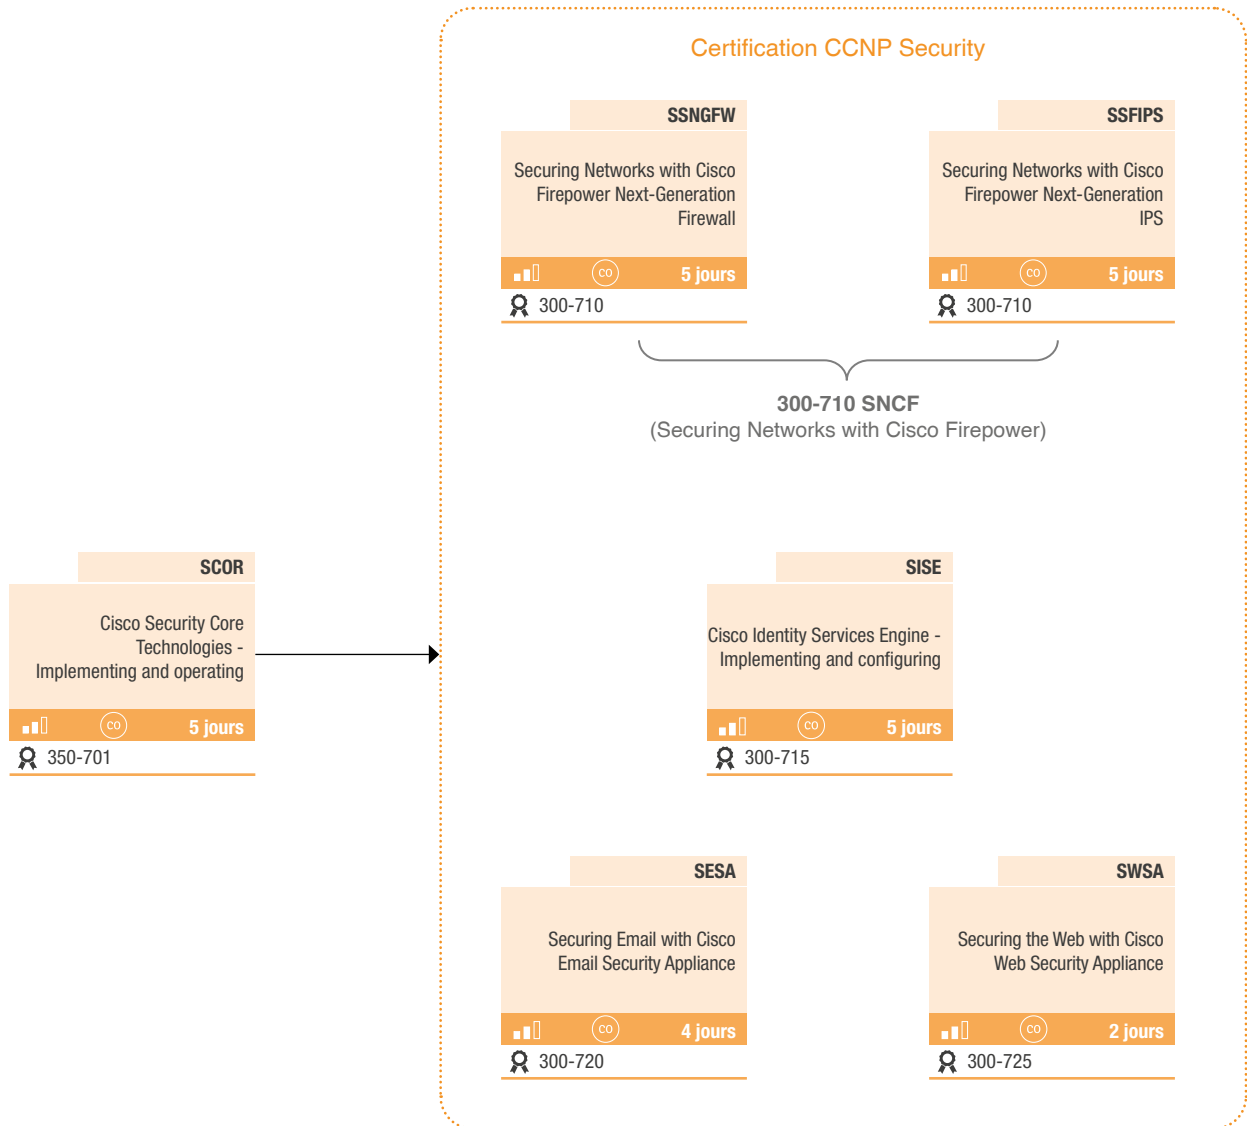 Certification CCNP Security
SSNGFW
Securing Networks with Cisco
Firepower Next-Generation
Firewall
co
5 jours
300-710
SSFIPS
Securing Networks with Cisco
Firepower Next-Generation
IPS
co
5 jours
300-710
300-710 SNCF
(Securing Networks with Cisco Firepower)
SCOR
Cisco Security Core
Technologies -
Implementing and operating
co
5 jours
350-701
SISE
Cisco Identity Services Engine -
Implementing and configuring
co
5 jours
300-715
SESA
Securing Email with Cisco
Email Security Appliance
co
4 jours
300-720
SWSA
Securing the Web with Cisco
Web Security Appliance
co
2 jours
300-725